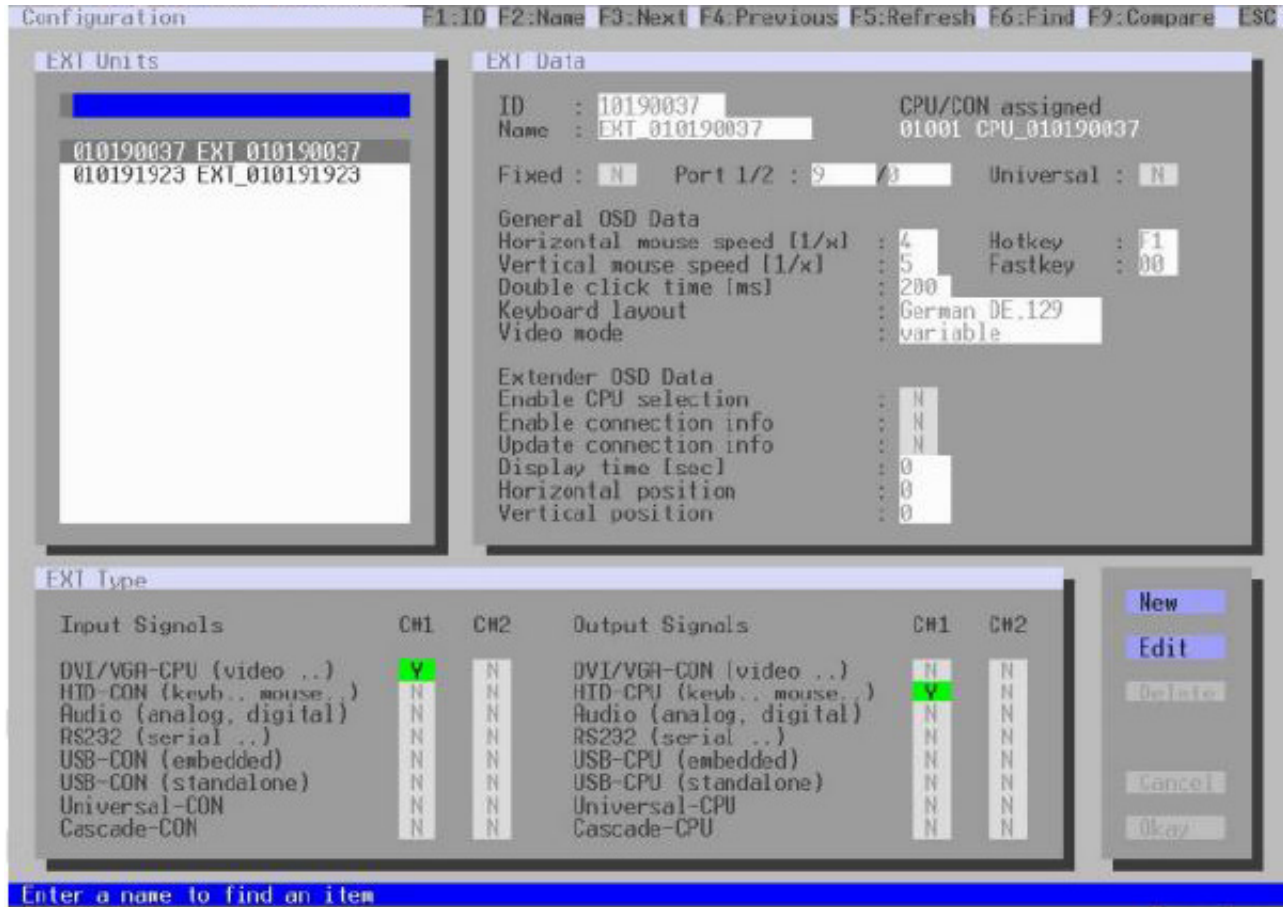 Configuration F1:ID F2:Name F3:Next F4:Previous F5:Refresh F6:Find F9:Compare ESC
EXT Units
010190037 EXT_010190037
010191923 EXT_010191923
EXT Data
ID : 10190037 CPU/CON assigned
Name : EXT_010190037 01001 CPU_010190037
Fixed : N Port 1/2 : 9 /0 Universal : N
General OSD Data
Horizontal mouse speed [1/x] : 4 Hotkey : F1
Vertical mouse speed [1/x] : 5 Fastkey : 00
Double click time [ms] : 200
Keyboard layout : German DE.129
Video mode : variable
Extender OSD Data
Enable CPU selection : N
Enable connection info : N
Update connection info : N
Display time [sec] : 0
Horizontal position : 0
Vertical position : 0
EXT Type
Input Signals C#1 C#2 Output Signals C#1 C#2
DVI/VGA-CPU (video ..) Y N DVI/VGA-CON (video ..) N N
HID-CON (keyb.. mouse..) N N HID-CPU (keyb.. mouse..) Y N
Audio (analog, digital) N N Audio (analog, digital) N N
RS232 (serial ..) N N RS232 (serial ..) N N
USB-CON (embedded) N N USB-CPU (embedded) N N
USB-CON (standalone) N N USB-CPU (standalone) N N
Universal-CON N N Universal-CPU N N
Cascade-CON N N Cascade-CPU N N
New
Edit
Delete
Cancel
Okay
Enter a name to find an item